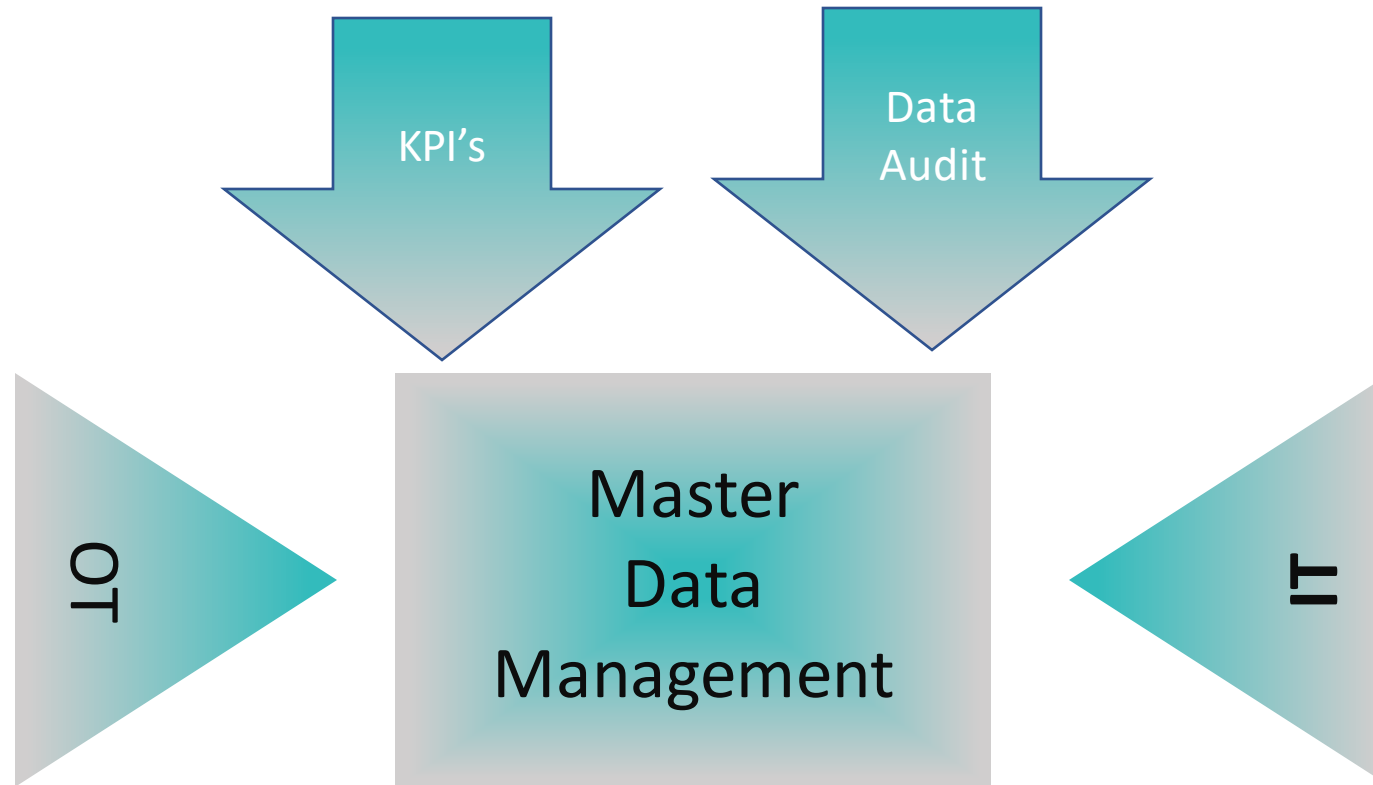 KPI's
Data
Audit
OT
Master
Data
Management
IT